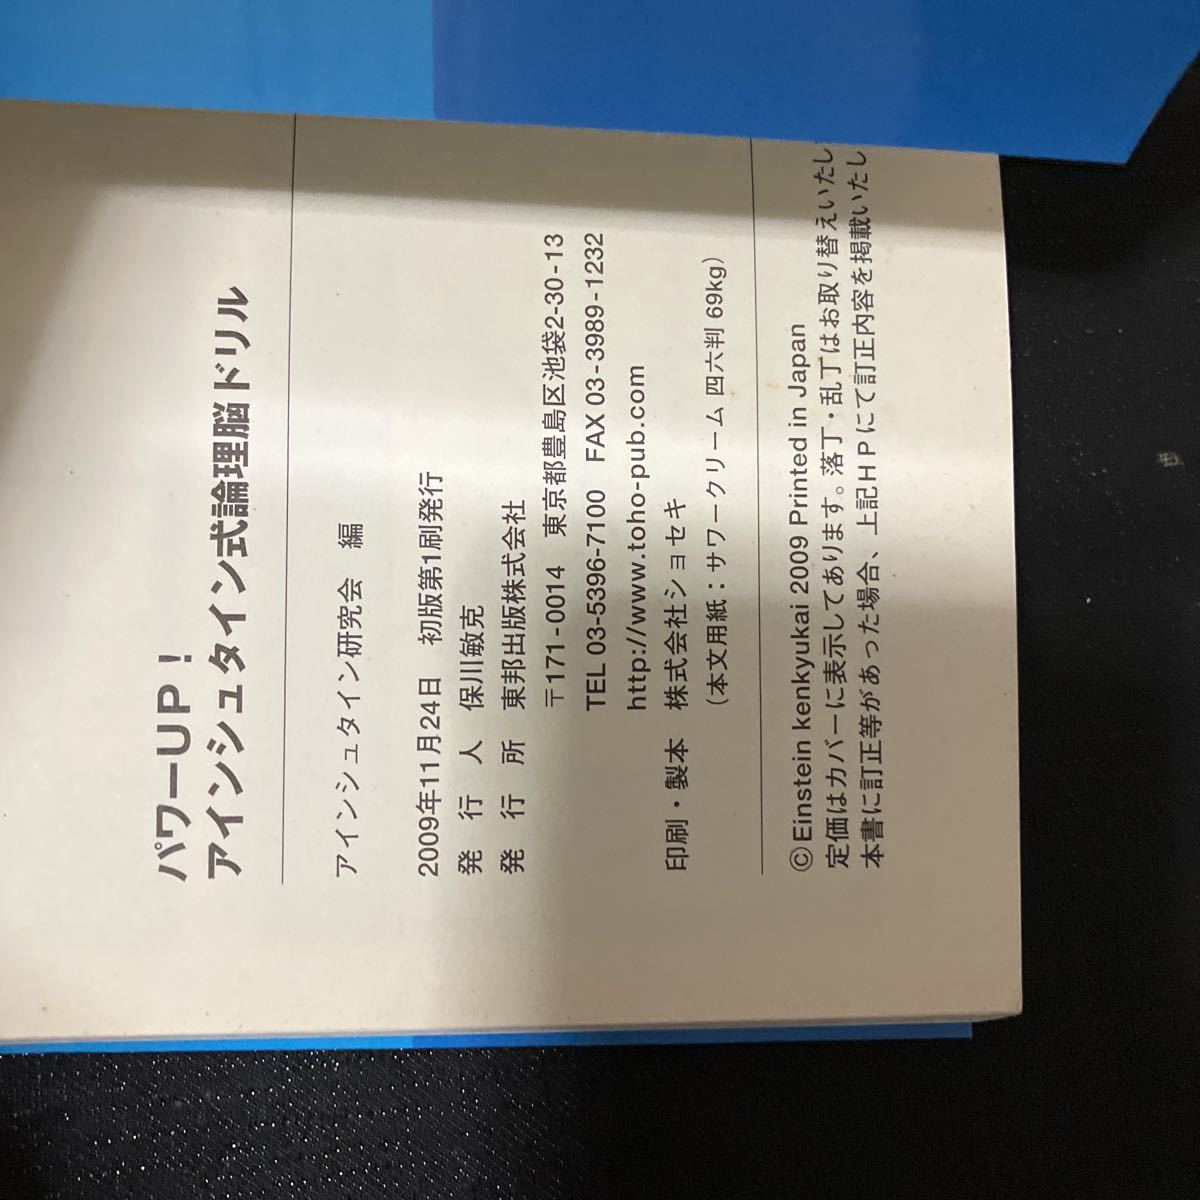 パワーUP！
アインシュタイン式論理脳ドリル
アインシュタイン研究会　編
2009年11月24日　初版第1刷発行
発　行　人　保川敏克
発　行　所　東邦出版株式会社
〒171-0014　東京都豊島区池袋2-30-13
TEL 03-5396-7100　FAX 03-3989-1232
http://www.toho-pub.com
印刷・製本　株式会社ショセキ
（本文用紙：サワークリーム 四六判 69kg）
©Einstein kenkyukai 2009 Printed in Japan
定価はカバーに表示してあります。落丁・乱丁はお取り替えいたし
本書に訂正等があった場合、上記HPにて訂正内容を掲載いたし